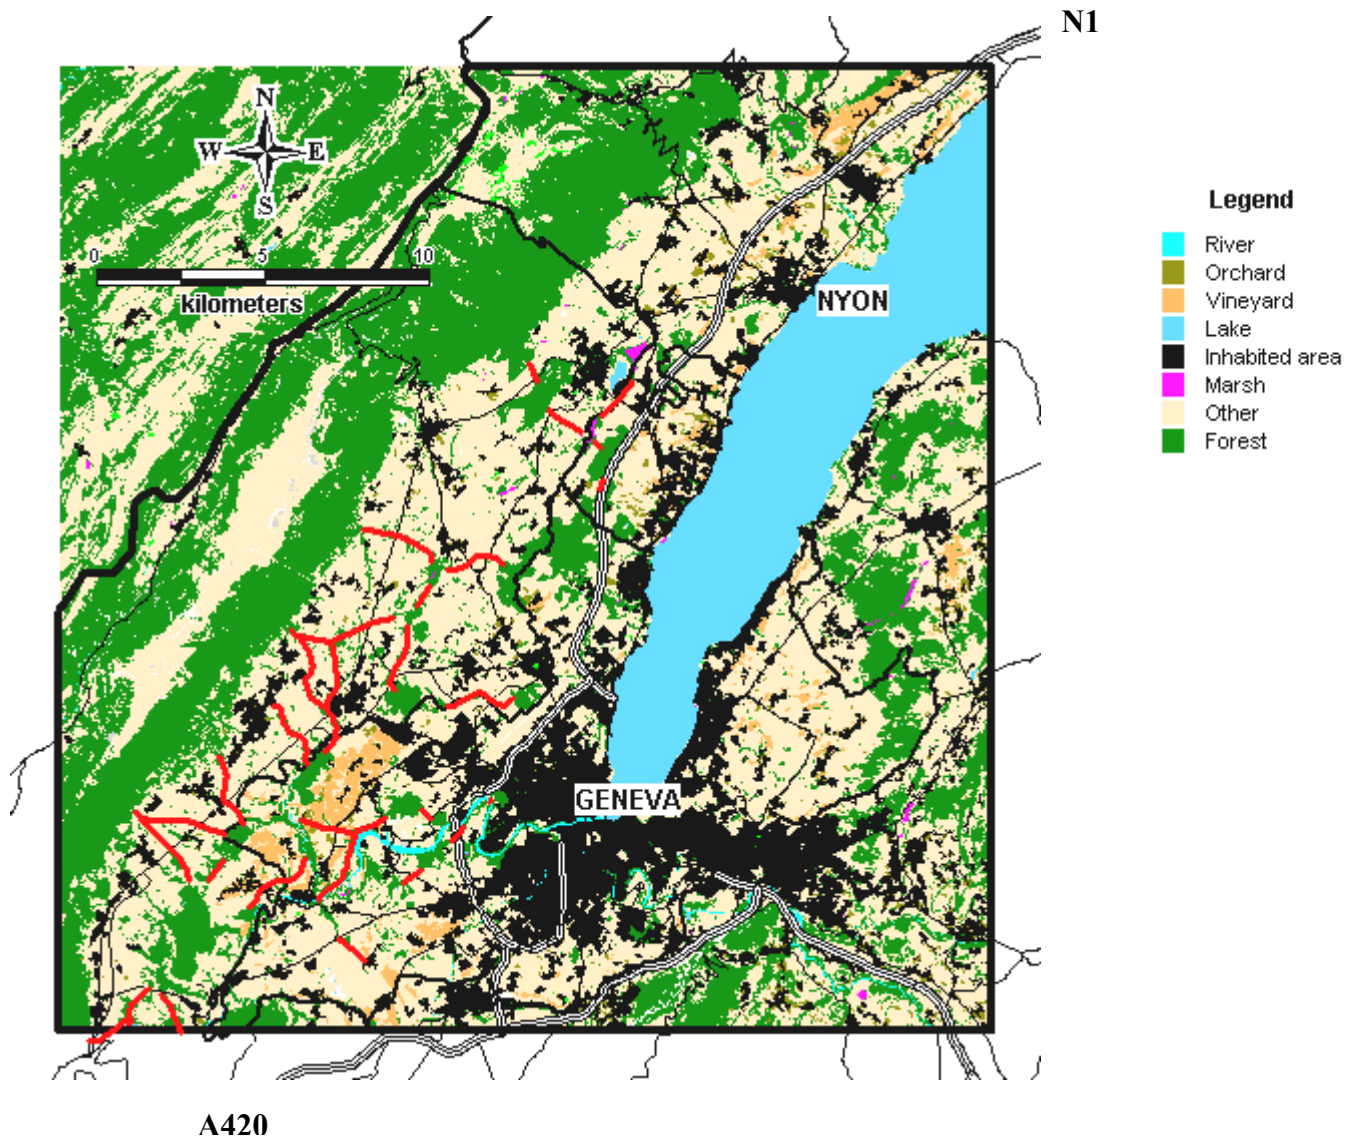 N1
N
W E
S
0 5 10
kilometers
NYON
GENEVA
Legend
River
Orchard
Vineyard
Lake
Inhabited area
Marsh
Other
Forest
A420